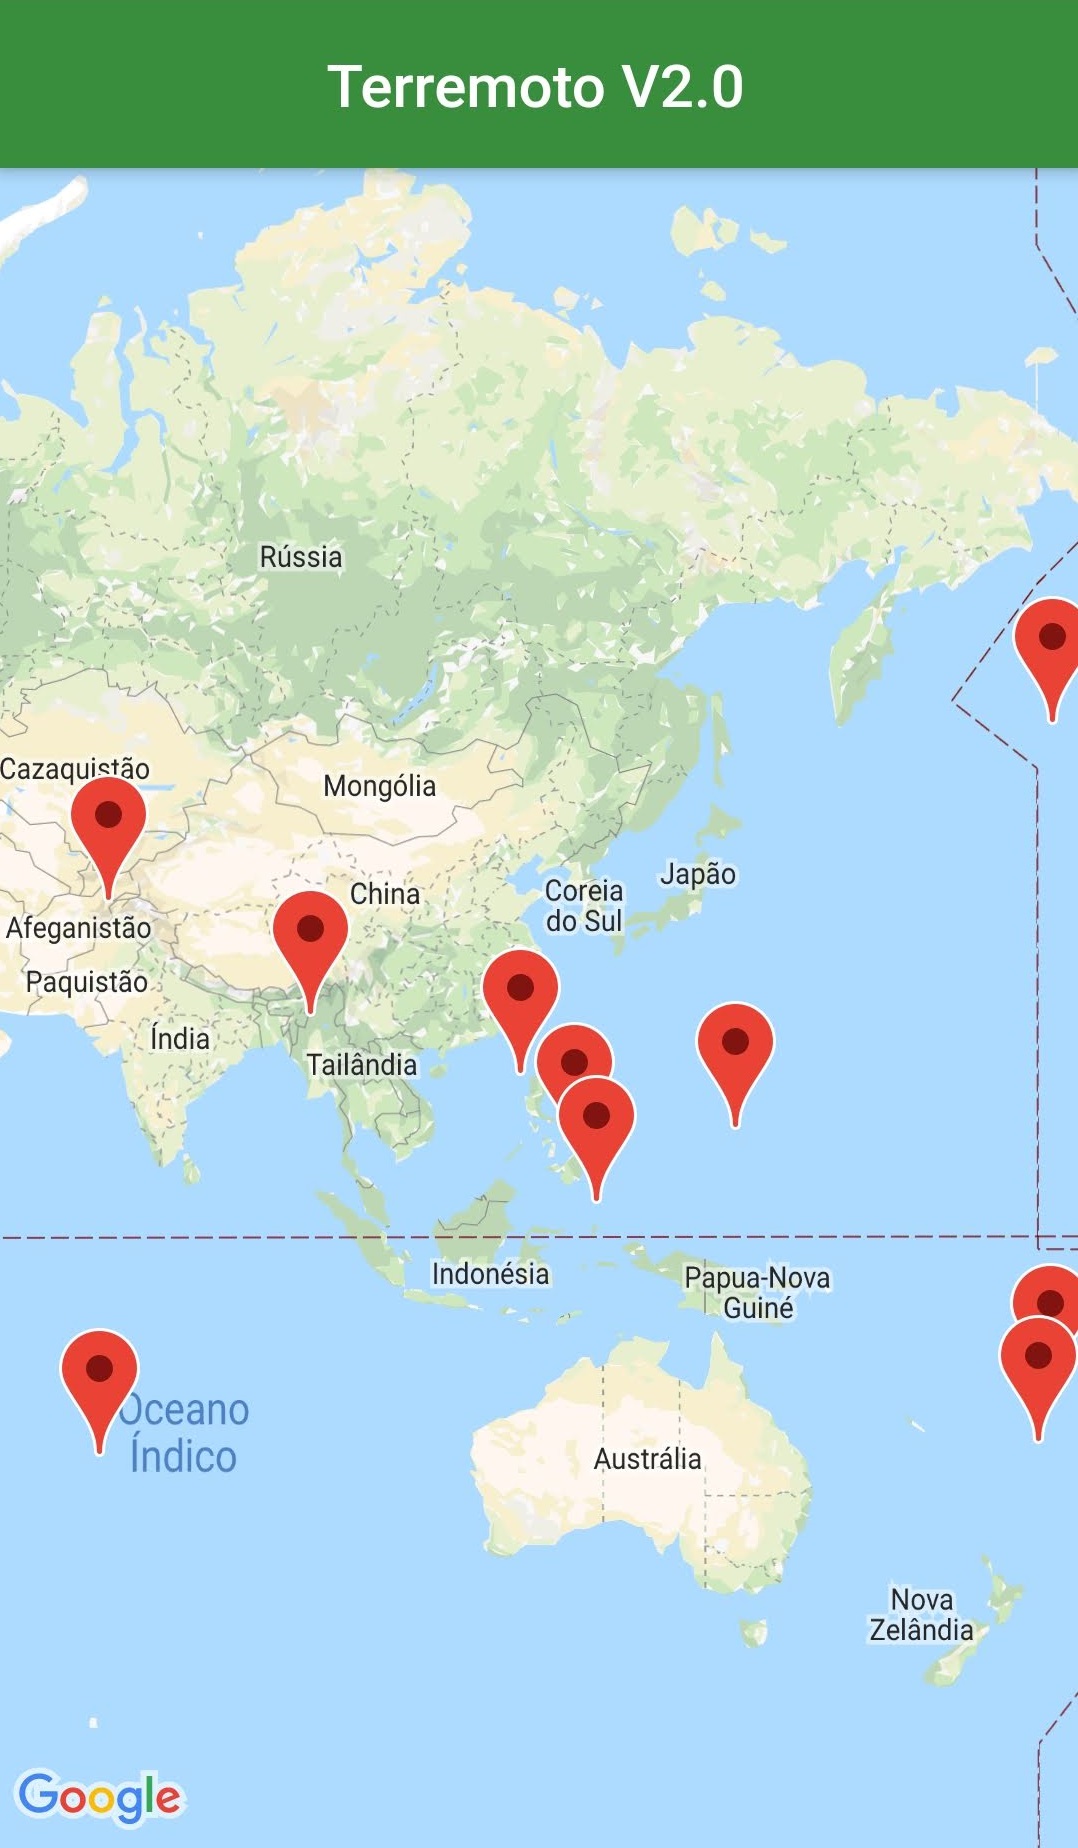 Terremoto V2.0
Rússia
Cazaquistão
Mongólia
China
Japão
Coreia
do Sul
Afeganistão
Paquistão
Índia
Tailândia
Indonésia
Papua-Nova
Guiné
Oceano
Índico
Austrália
Nova
Zelândia
Google